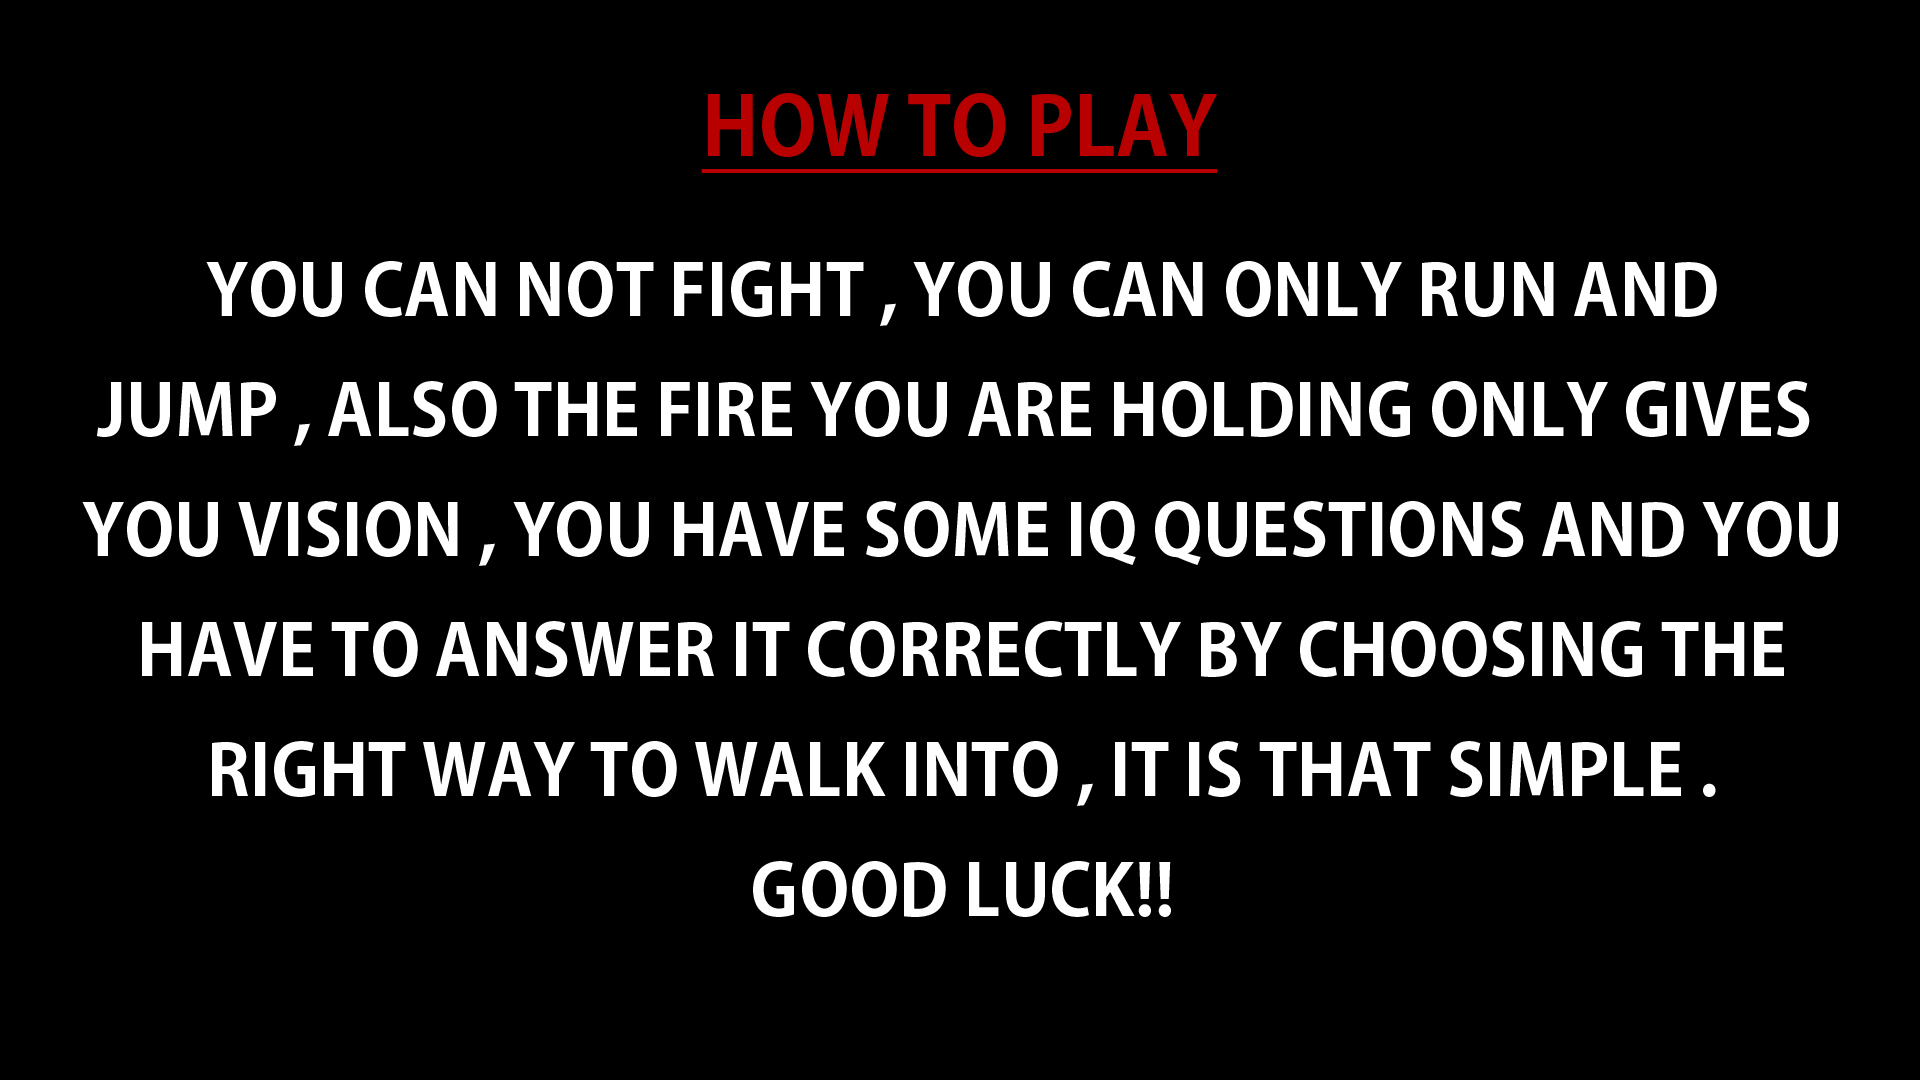 HOW TO PLAY
YOU CAN NOT FIGHT , YOU CAN ONLY RUN AND
JUMP , ALSO THE FIRE YOU ARE HOLDING ONLY GIVES
YOU VISION , YOU HAVE SOME IQ QUESTIONS AND YOU
HAVE TO ANSWER IT CORRECTLY BY CHOOSING THE
RIGHT WAY TO WALK INTO , IT IS THAT SIMPLE .
GOOD LUCK!!